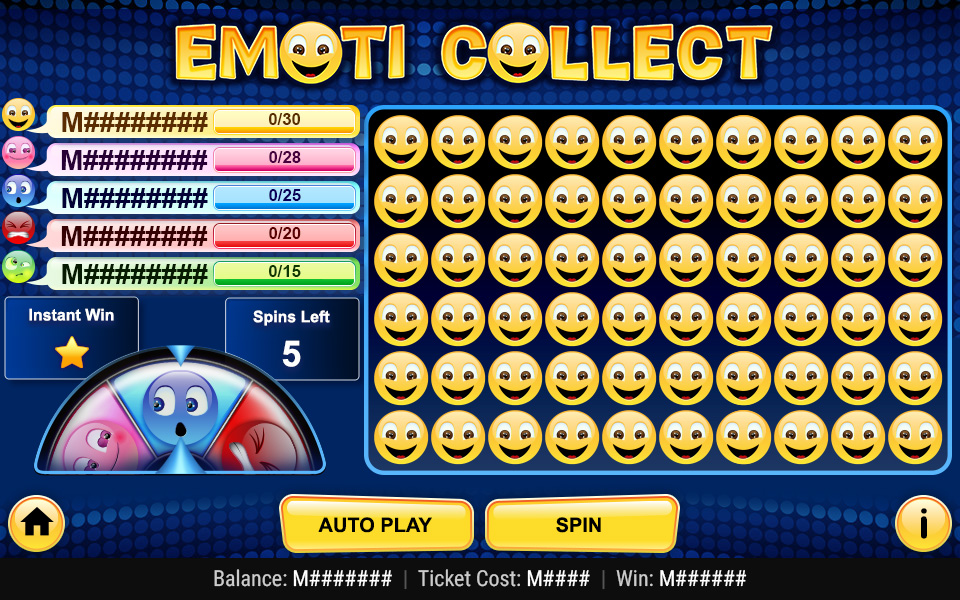 EMOTI COLLECT
M######## 0/30
M######## 0/28
M######## 0/25
M######## 0/20
M######## 0/15
Instant Win
Spins Left
5
AUTO PLAY
SPIN
i
Balance: M####### | Ticket Cost: M#### | Win: M######